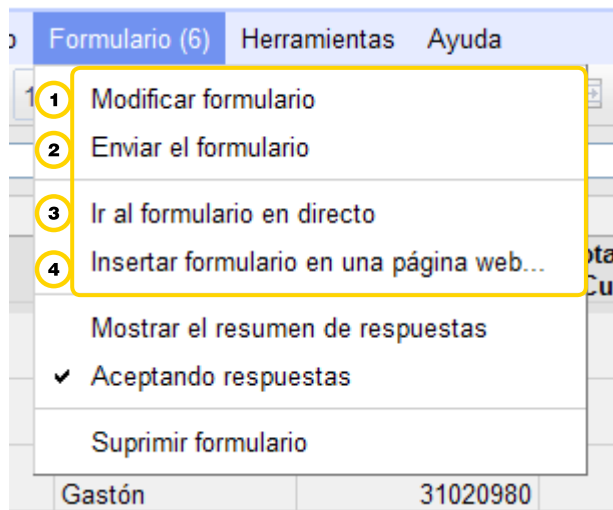 Formulario (6) Herramientas Ayuda
1 Modificar formulario
2 Enviar el formulario
3 Ir al formulario en directo
4 Insertar formulario en una página web...
Mostrar el resumen de respuestas
Aceptando respuestas
Suprimir formulario
Gastón 31020980